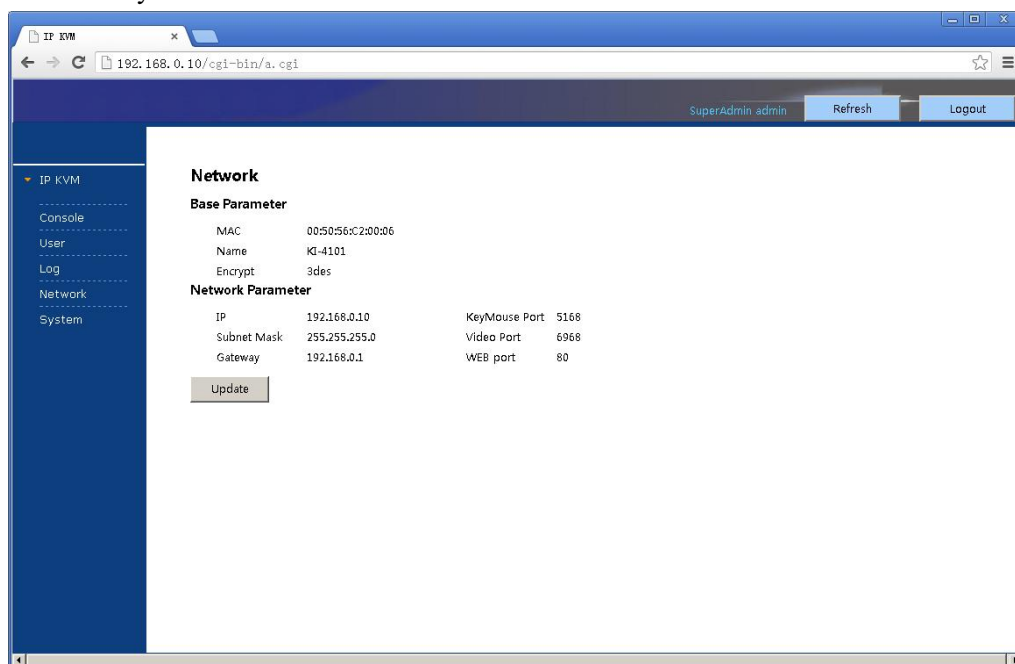 IP KVM
192.168.0.10/cgi-bin/a.cgi
SuperAdmin admin Refresh Logout
IP KVM
Console
User
Log
Network
System
Network
Base Parameter
MAC 00:50:56:C2:00:06
Name KI-4101
Encrypt 3des
Network Parameter
IP 192.168.0.10 KeyMouse Port 5168
Subnet Mask 255.255.255.0 Video Port 6968
Gateway 192.168.0.1 WEB port 80
Update